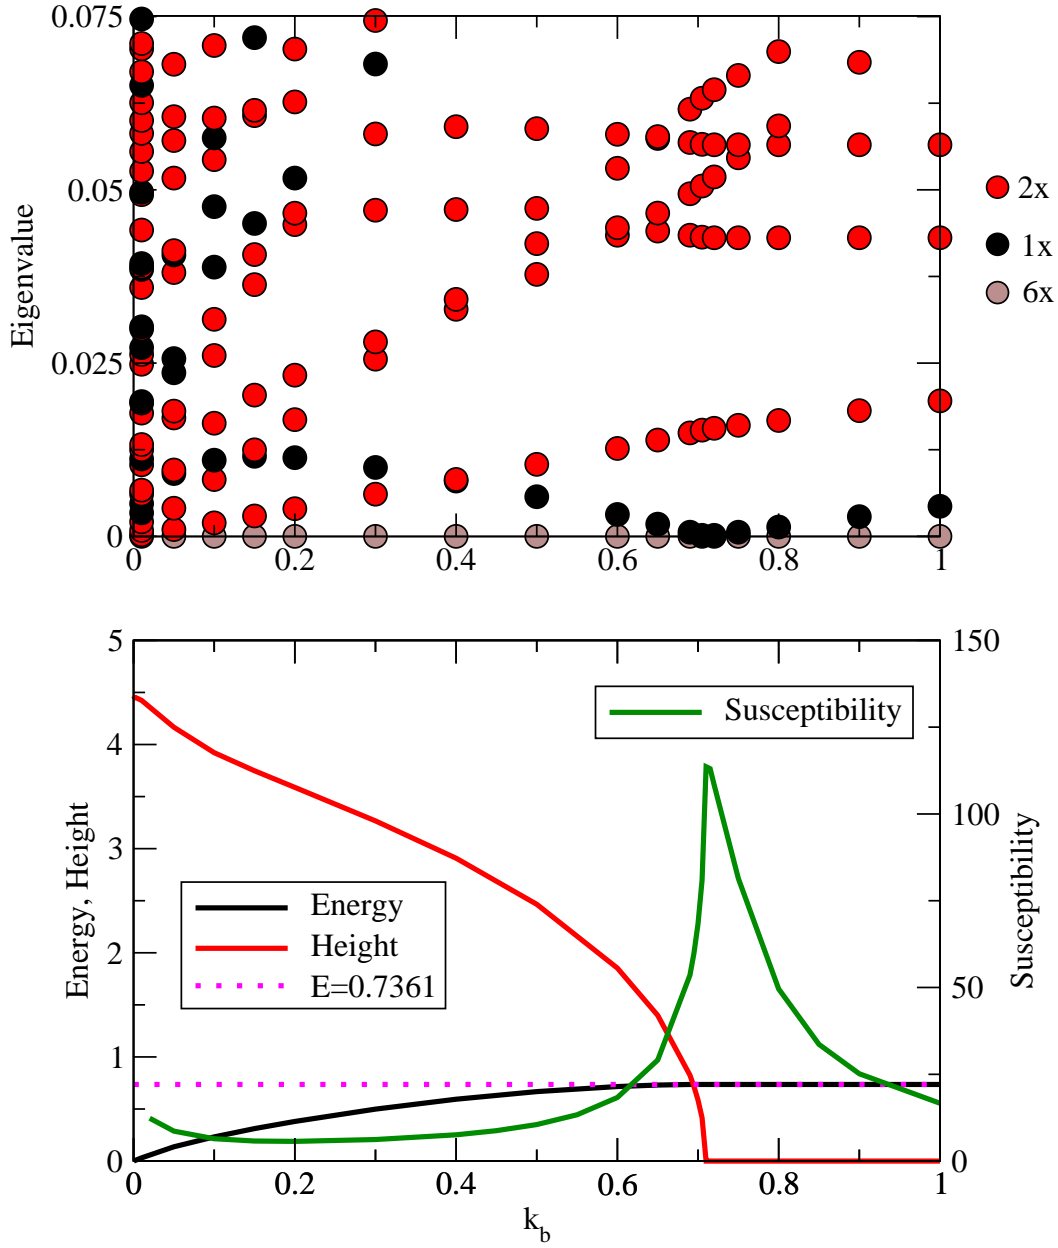 0.075
0.05
0.025
0
Eigenvalue
0 0.2 0.4 0.6 0.8 1
2x
1x
6x
5
4
3
2
1
0
Energy, Height
150
100
50
0
Susceptibility
Susceptibility
Energy
Height
E=0.7361
0 0.2 0.4 0.6 0.8 1
k_b